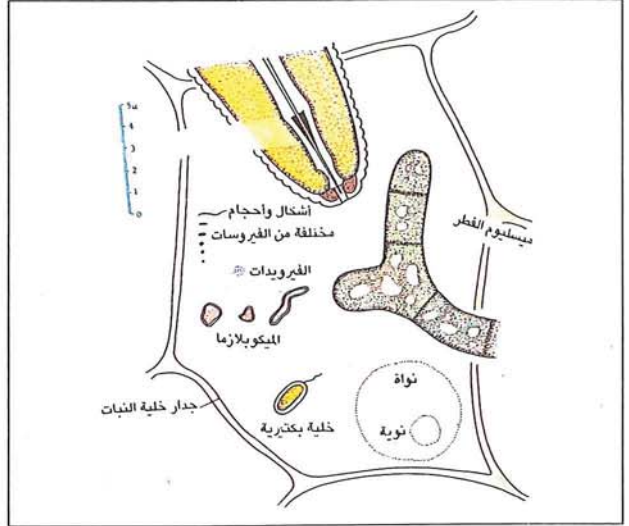 5µ
4
3
2
1
0
أشكال وأحجام
مختلفة من الفيروسات
ميسليوم الفطر
الفيرويدات
الميكوبلازما
جدار خلية النبات
خلية بكتيرية
نواة
نوية